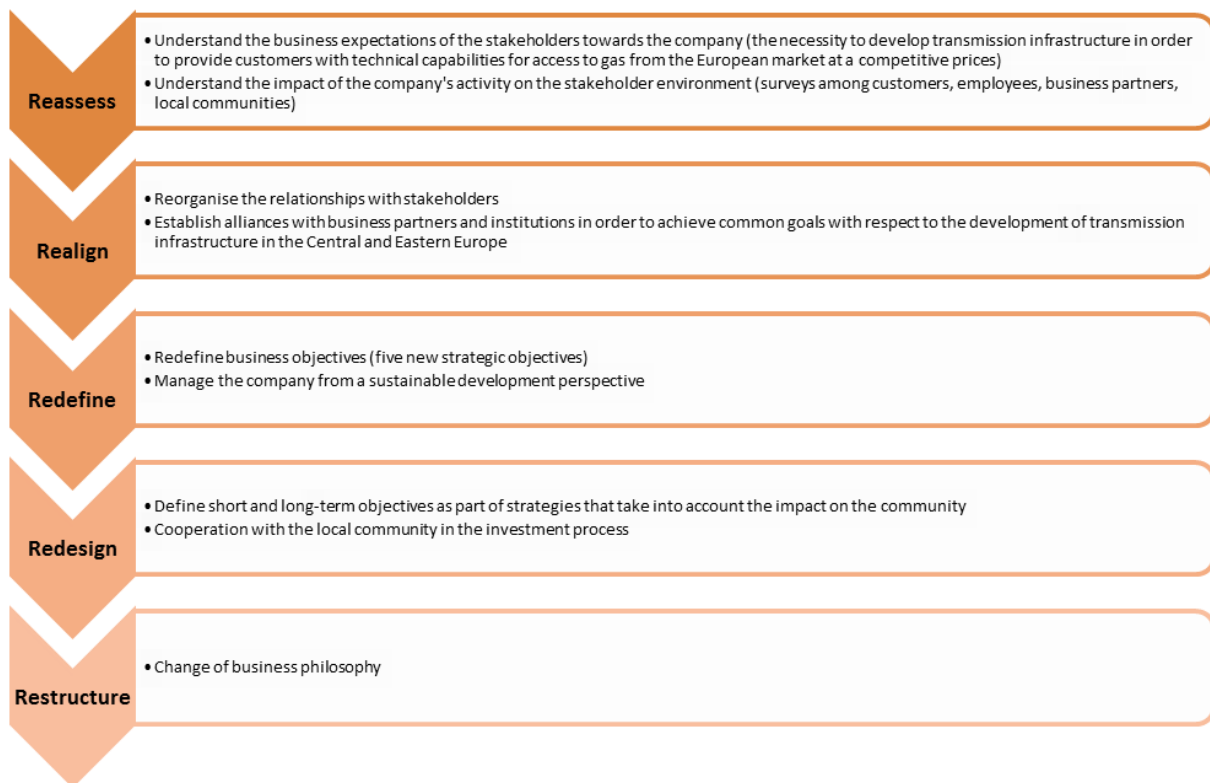 Reassess
• Understand the business expectations of the stakeholders towards the company (the necessity to develop transmission infrastructure in order
to provide customers with technical capabilities for access to gas from the European market at a competitive prices)
• Understand the impact of the company's activity on the stakeholder environment (surveys among customers, employees, business partners,
local communities)
Realign
• Reorganise the relationships with stakeholders
• Establish alliances with business partners and institutions in order to achieve common goals with respect to the development of transmission
infrastructure in the Central and Eastern Europe
Redefine
• Redefine business objectives (five new strategic objectives)
• Manage the company from a sustainable development perspective
Redesign
• Define short and long-term objectives as part of strategies that take into account the impact on the community
• Cooperation with the local community in the investment process
Restructure
• Change of business philosophy